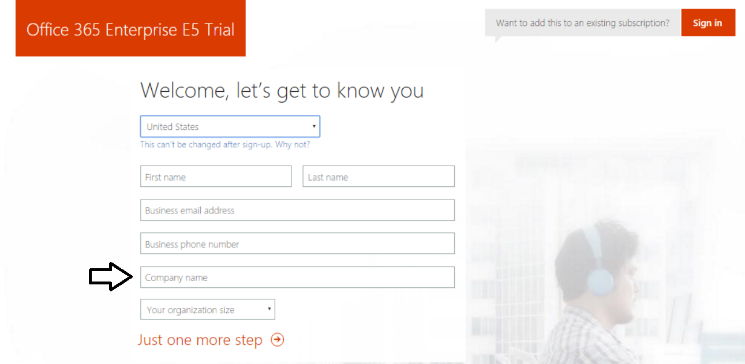 Office 365 Enterprise E5 Trial
Want to add this to an existing subscription? Sign in
Welcome, let's get to know you
United States
This can't be changed after sign-up. Why not?
First name Last name
Business email address
Business phone number
Company name
Your organization size
Just one more step